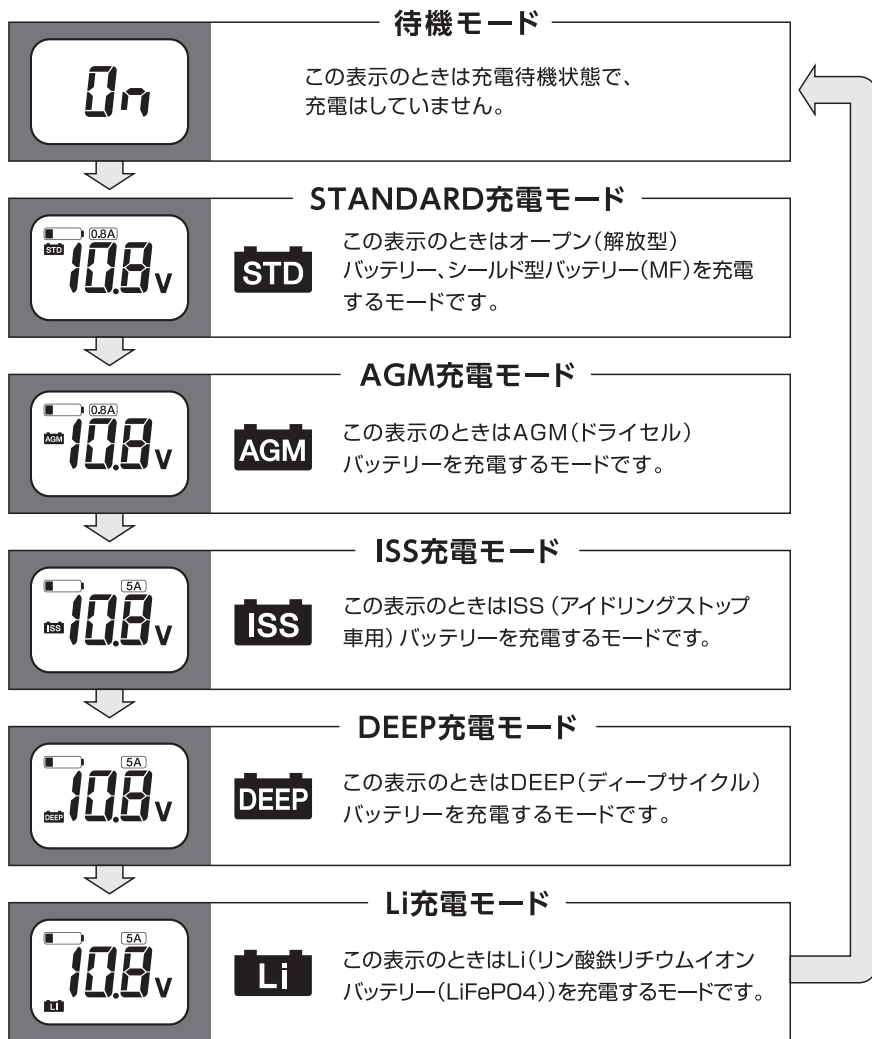 待機モード
On
この表示のときは充電待機状態で、
充電はしていません。
STANDARD充電モード
0.8A
STD
10.8V
STD
この表示のときはオープン(解放型)
バッテリー、シールド型バッテリー(MF)を充電
するモードです。
AGM充電モード
0.8A
AGM
10.8V
AGM
この表示のときはAGM(ドライセル)
バッテリーを充電するモードです。
ISS充電モード
5A
ISS
10.8V
ISS
この表示のときはISS (アイドリングストップ
車用) バッテリーを充電するモードです。
DEEP充電モード
5A
DEEP
10.8V
DEEP
この表示のときはDEEP(ディープサイクル)
バッテリーを充電するモードです。
Li充電モード
5A
10.8V
LI
Li
この表示のときはLi(リン酸鉄リチウムイオン
バッテリー(LiFePO4))を充電するモードです。